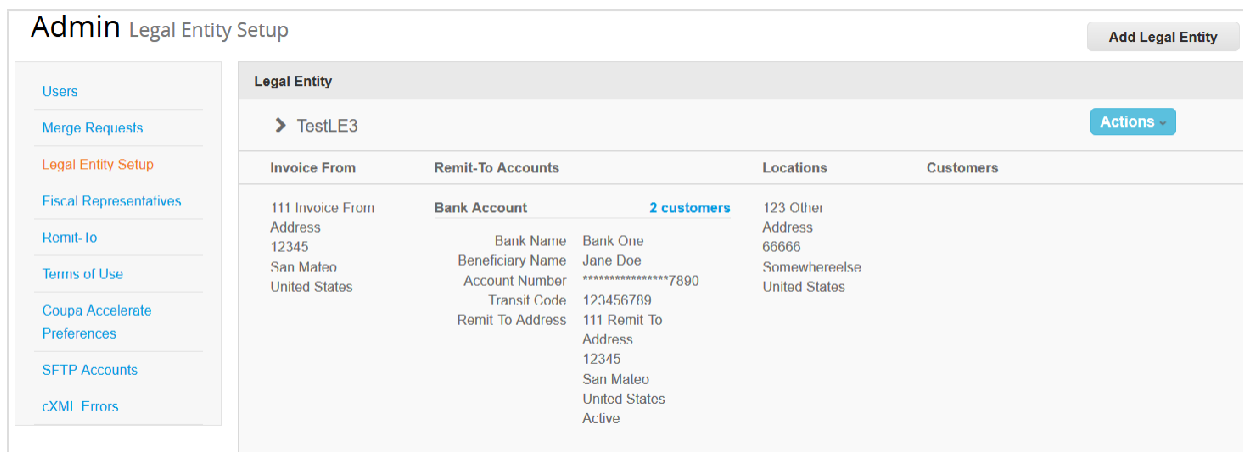 Admin Legal Entity Setup
Add Legal Entity
Users
Merge Requests
Legal Entity Setup
Fiscal Representatives
Remit-To
Terms of Use
Coupa Accelerate
Preferences
SFTP Accounts
cXML Errors
Legal Entity
TestLE3
Actions
Invoice From
Remit-To Accounts
Locations
Customers
111 Invoice From
Address
12345
San Mateo
United States
Bank Account
2 customers
Bank Name Bank One
Beneficiary Name Jane Doe
Account Number ****************7890
Transit Code 123456789
Remit To Address 111 Remit To
Address
12345
San Mateo
United States
Active
123 Other
Address
66666
Somewhereelse
United States